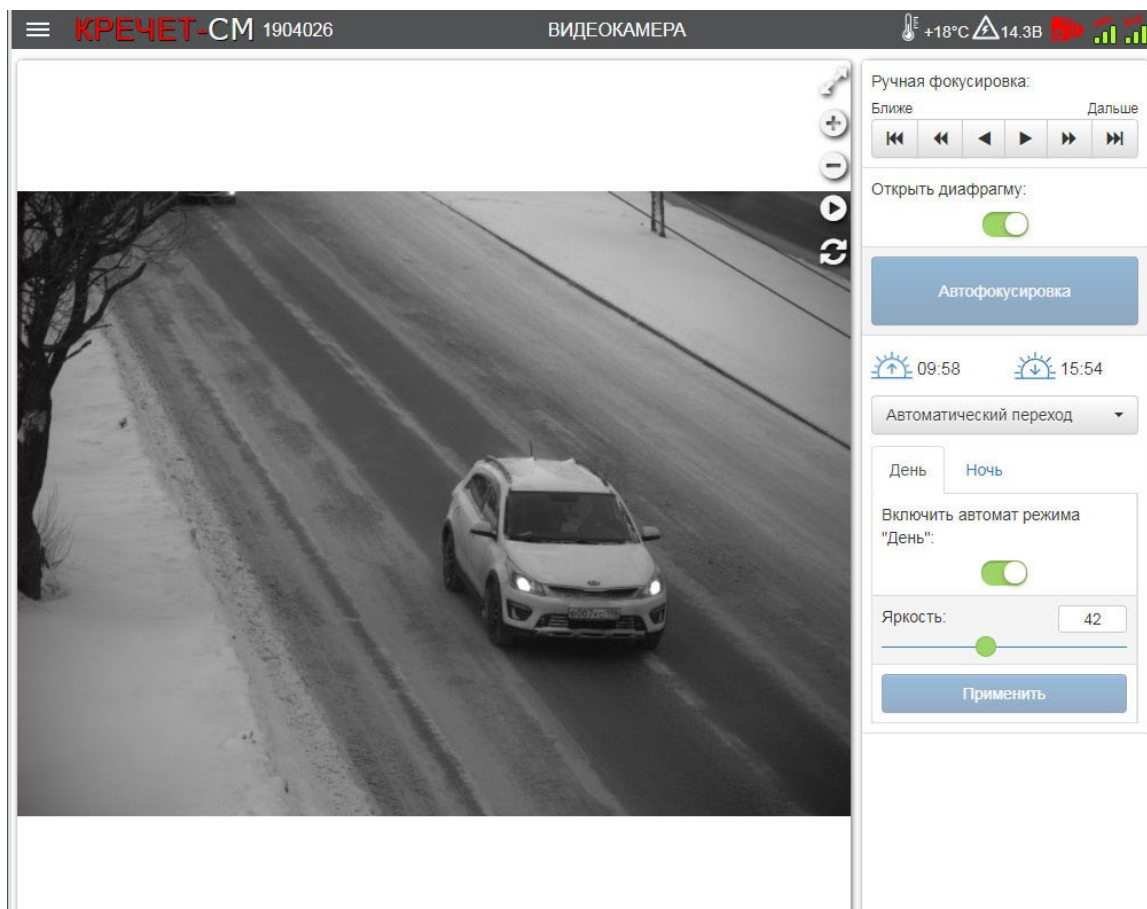 КРЕЧЕТ-СМ 1904026
ВИДЕОКАМЕРА
+18°C
14.3В
Ручная фокусировка:
Ближе Дальше
Открыть диафрагму:
Автофокусировка
09:58 15:54
Автоматический переход
День Ночь
Включить автомат режима
"День":
Яркость: 42
Применить